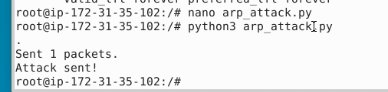 valid_lft forever preferred_lft forever
root@ip-172-31-35-102:/# nano arp_attack.py
root@ip-172-31-35-102:/# python3 arp_attack.py
.
Sent 1 packets.
Attack sent!
root@ip-172-31-35-102:/#